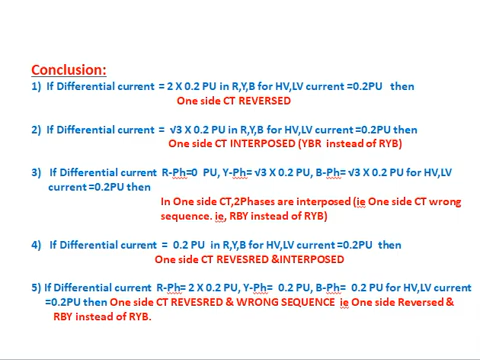 Conclusion:
1) If Differential current = 2 X 0.2 PU in R,Y,B for HV,LV current =0.2PU then
One side CT REVERSED
2) If Differential current = √3 X 0.2 PU in R,Y,B for HV,LV current =0.2PU then
One side CT INTERPOSED (YBR instead of RYB)
3) If Differential current R-Ph=0 PU, Y-Ph= √3 X 0.2 PU, B-Ph= √3 X 0.2 PU for HV,LV
current =0.2PU then
In One side CT,2Phases are interposed (ie One side CT wrong
sequence. ie, RBY instead of RYB)
4) If Differential current = 0.2 PU in R,Y,B for HV,LV current =0.2PU then
One side CT REVESRED &INTERPOSED
5) If Differential current R-Ph= 2 X 0.2 PU, Y-Ph= 0.2 PU, B-Ph= 0.2 PU for HV,LV current
=0.2PU then One side CT REVESRED & WRONG SEQUENCE ie One side Reversed &
RBY instead of RYB.